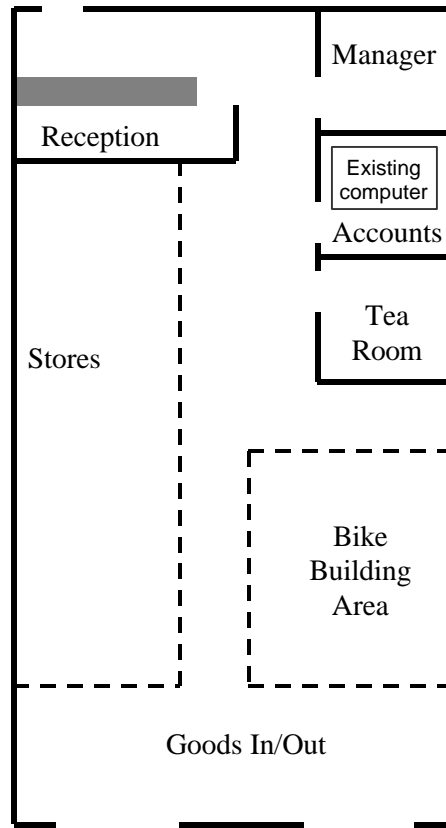 Manager
Reception
Existing
computer
Accounts
Tea
Room
Stores
Bike
Building
Area
Goods In/Out